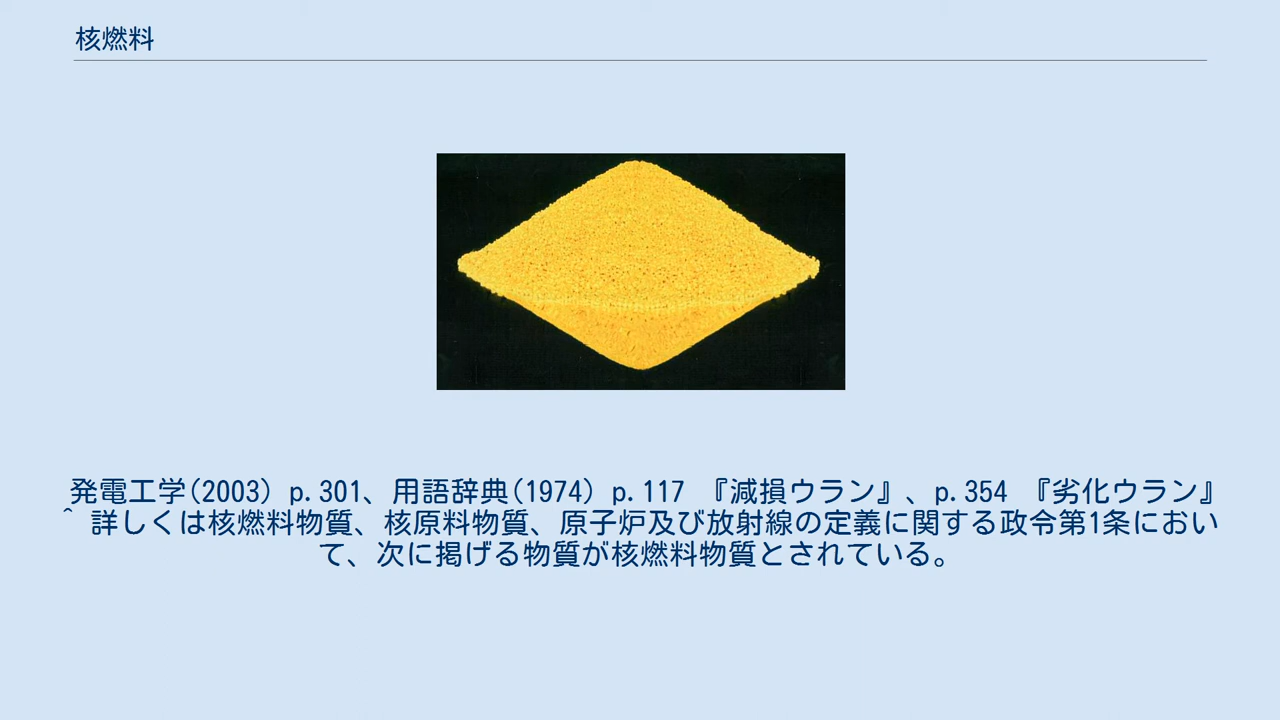 核燃料
発電工学(2003) p.301、用語辞典(1974) p.117 『減損ウラン』、p.354 『劣化ウラン』
^ 詳しくは核燃料物質、核原料物質、原子炉及び放射線の定義に関する政令第1条におい
て、次に掲げる物質が核燃料物質とされている。